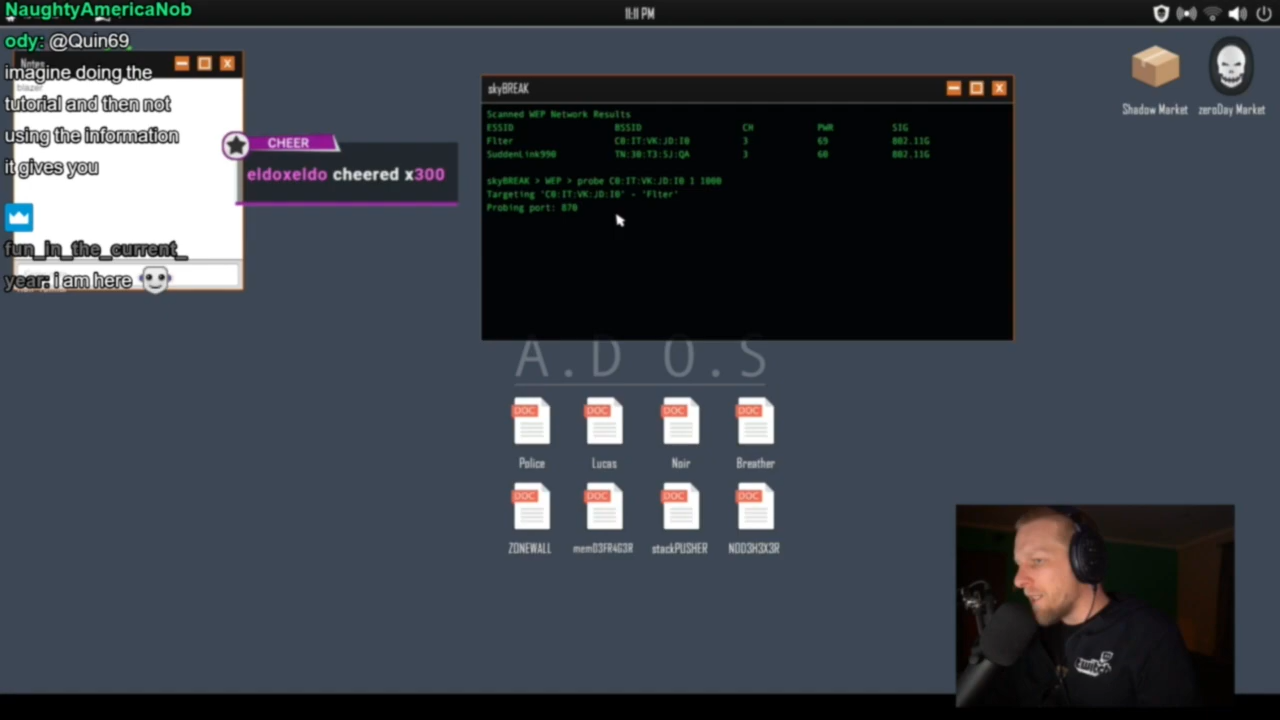 NaughtyAmericaNob
ody: @Quin69
imagine doing the
tutorial and then not
using the information
it gives you
fun_in_the_current_
year: i am here
Notes
blazer
11:11 PM
CHEER
eldoxeldo cheered x300
skyBREAK
Scanned WEP Network Results
ESSID BSSID CH PWR SIG
Flter C0:IT:VK:JD:I0 3 69 802.11G
SuddenLink990 TN:30:T3:SJ:QA 3 60 802.11G
skyBREAK > WEP > probe C0:IT:VK:JD:I0 1 1000
Targeting 'C0:IT:VK:JD:I0' - 'Flter'
Probing port: 870
Shadow Market
zeroDay Market
A.D O.S
DOC DOC DOC DOC
Police Lucas Noir Breather
DOC DOC DOC DOC
ZONEWALL memD3FR4G3R stackPUSHER NOD3H3X3R
twitch